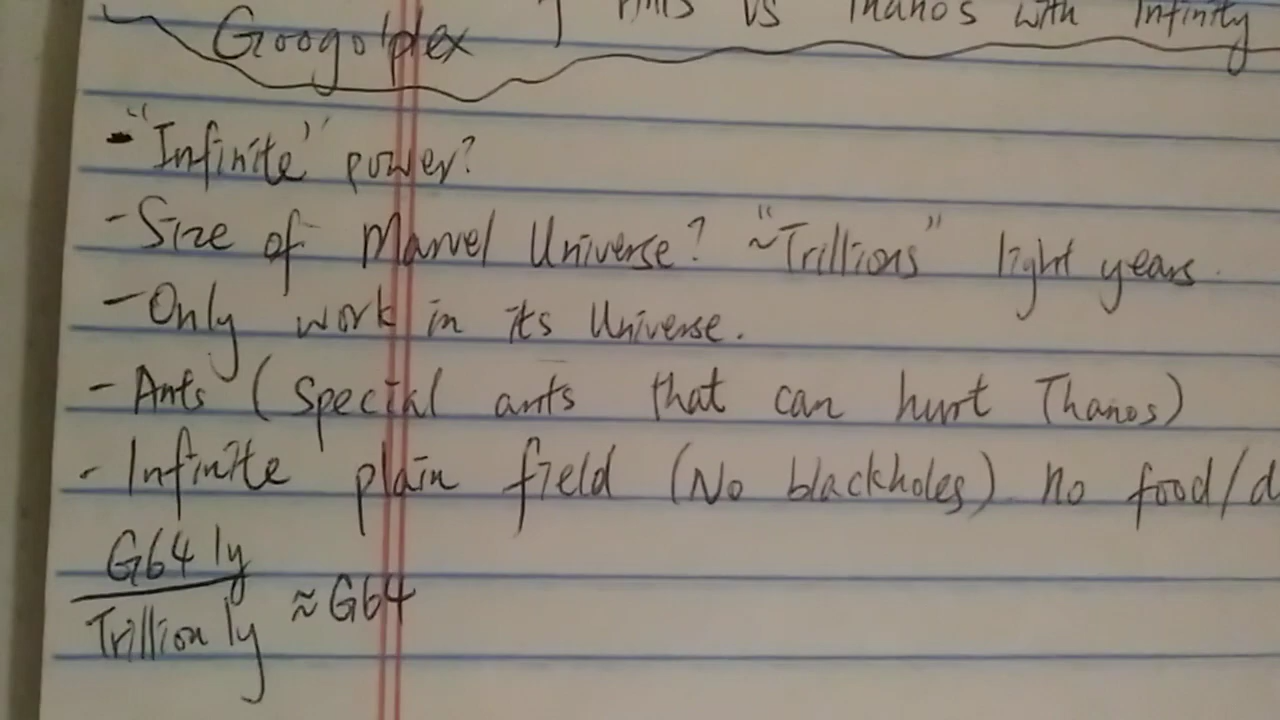 Googolplex vs Thanos with Infinity
- "Infinite" power?
- Size of Marvel Universe? ~"Trillions" light years.
- Only work in its Universe.
- Ants (Special ants that can hurt Thanos)
- Infinite plain field (No blackholes) no food/d
G64 ly
Trillion ly ≈ G64